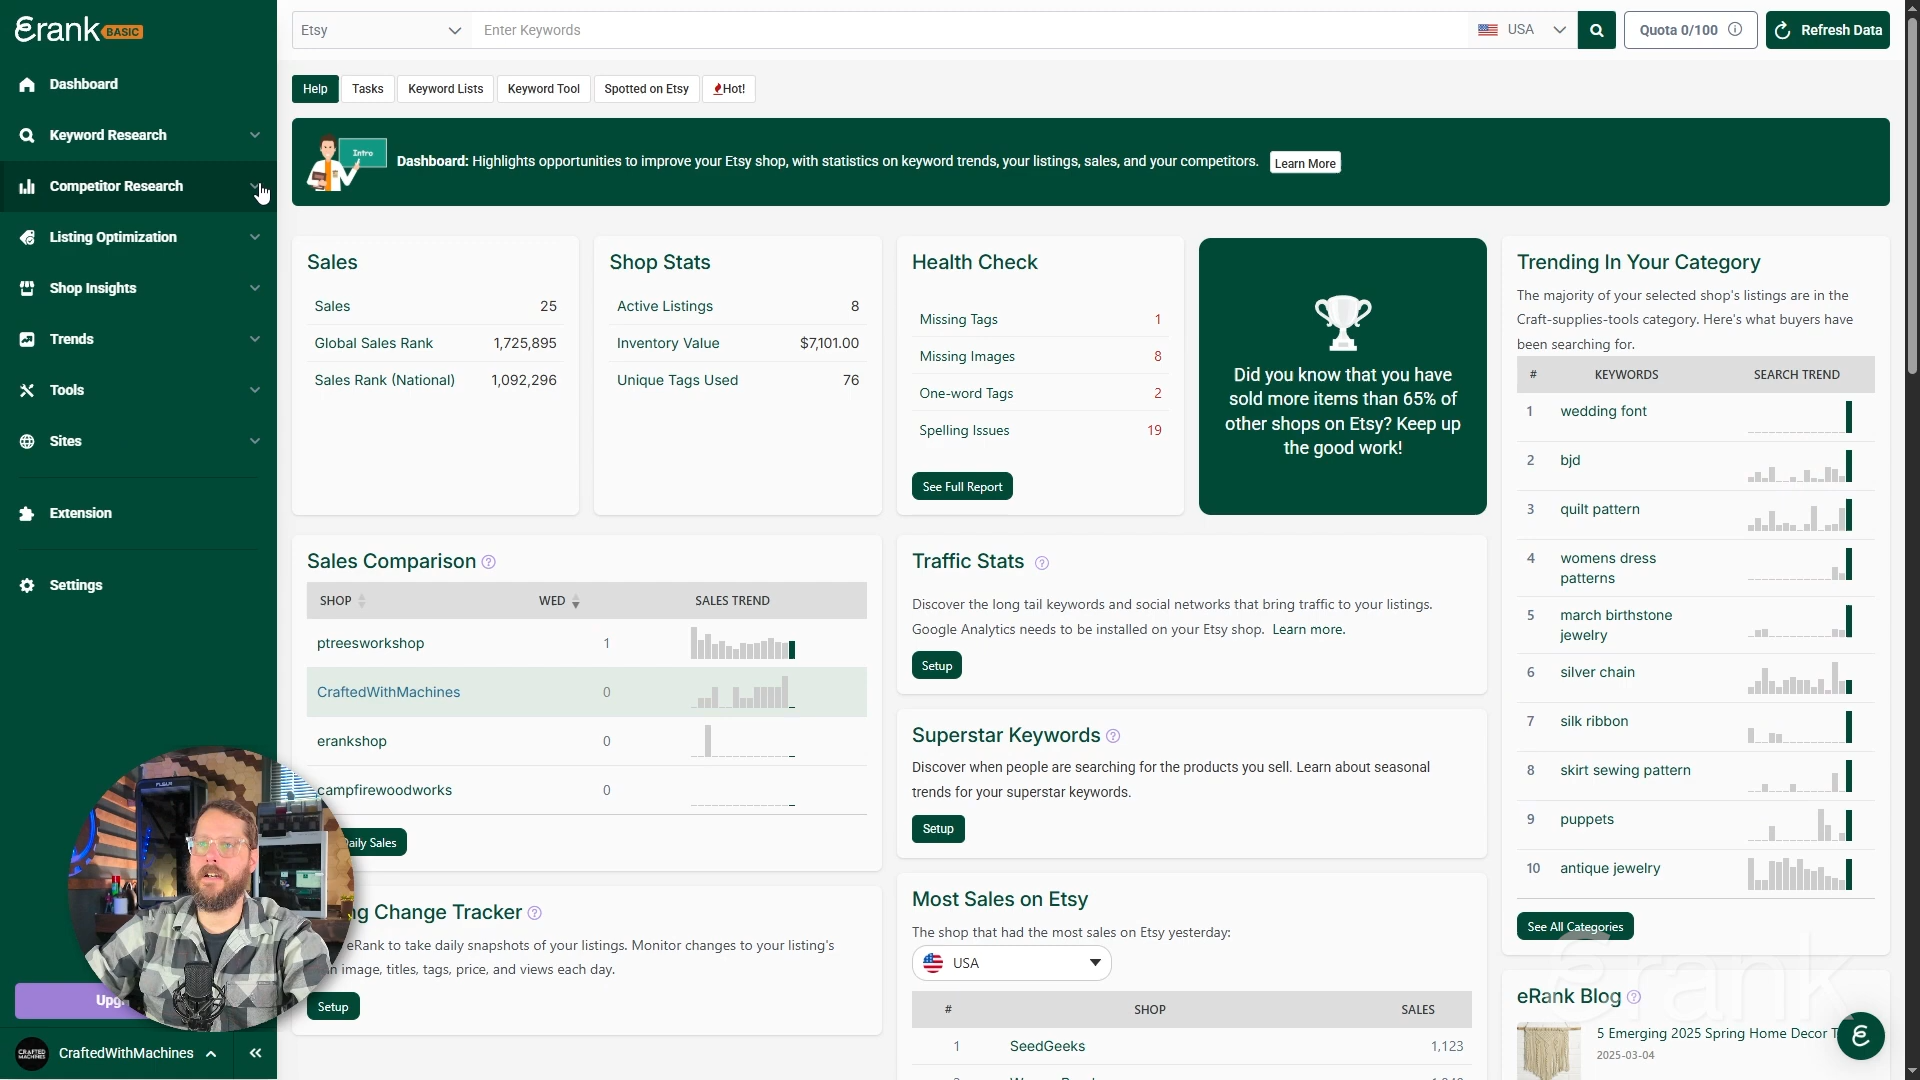 erank BASIC
Dashboard
Keyword Research
Competitor Research
Listing Optimization
Shop Insights
Trends
Tools
Sites
Extension
Settings
CraftedWithMachines
Etsy
Enter Keywords
USA
Quota 0/100
Refresh Data
Help
Tasks
Keyword Lists
Keyword Tool
Spotted on Etsy
Hot!
Intro
Dashboard: Highlights opportunities to improve your Etsy shop, with statistics on keyword trends, your listings, sales, and your competitors.
Learn More
Sales
Sales 25
Global Sales Rank 1,725,895
Sales Rank (National) 1,092,296
Shop Stats
Active Listings 8
Inventory Value $7,101.00
Unique Tags Used 76
Health Check
Missing Tags 1
Missing Images 8
One-word Tags 2
Spelling Issues 19
See Full Report
Did you know that you have
sold more items than 65% of
other shops on Etsy? Keep up
the good work!
Trending In Your Category
The majority of your selected shop's listings are in the
Craft-supplies-tools category. Here's what buyers have
been searching for.
# KEYWORDS SEARCH TREND
1 wedding font
2 bjd
3 quilt pattern
4 womens dress
patterns
5 march birthstone
jewelry
6 silver chain
7 silk ribbon
8 skirt sewing pattern
9 puppets
10 antique jewelry
See All Categories
Sales Comparison
SHOP WED SALES TREND
ptreesworkshop 1
CraftedWithMachines 0
erankshop 0
campfirewoodworks 0
Daily Sales
Change Tracker
eRank to take daily snapshots of your listings. Monitor changes to your listing's
image, titles, tags, price, and views each day.
Setup
Traffic Stats
Discover the long tail keywords and social networks that bring traffic to your listings.
Google Analytics needs to be installed on your Etsy shop. Learn more.
Setup
Superstar Keywords
Discover when people are searching for the products you sell. Learn about seasonal
trends for your superstar keywords.
Setup
Most Sales on Etsy
The shop that had the most sales on Etsy yesterday:
USA
# SHOP SALES
1 SeedGeeks 1,123
eRank Blog
5 Emerging 2025 Spring Home Decor T
2025-03-04
erank